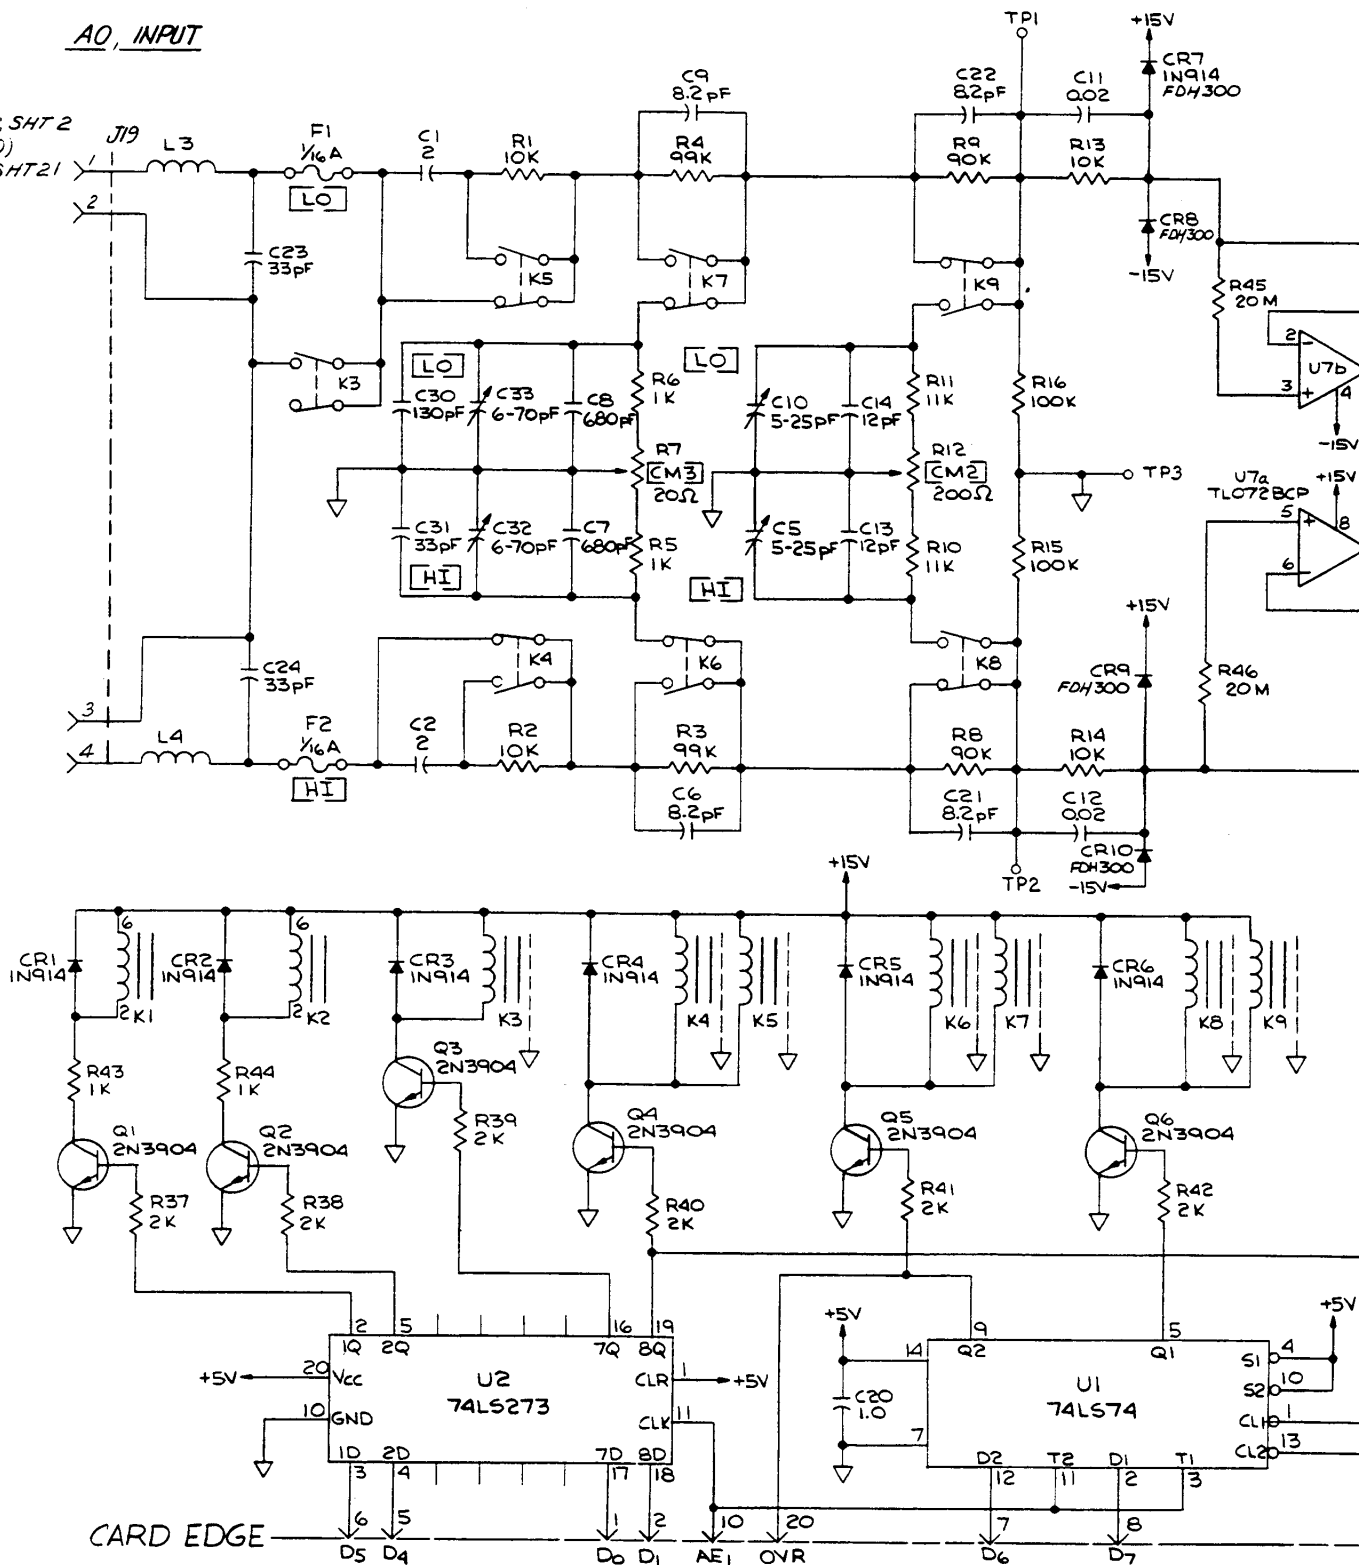 A0, INPUT
TP1
+15V
CR7
1N914
FDH300
C9
8.2pF
C22
8.2pF
C11
0.02
SHT 2
J19
L3
F1
1/16A
LO
C1
2
R1
10K
R4
99K
R9
90K
R13
10K
SHT 21
1
2
C23
33pF
K5
K7
K9
CR8
FDH300
-15V
R45
20M
K3
LO
C30
130pF
C33
6-70pF
C8
680pF
R6
1K
LO
C10
5-25pF
C14
12pF
R11
11K
R16
100K
2
-
U7b
3
+
4
-15V
R7
CM3
20Ω
R12
CM2
200Ω
TP3
U7a
TL072BCP
+15V
5
+
8
6
-
C31
33pF
C32
6-70pF
C7
680pF
R5
1K
HI
C5
5-25pF
C13
12pF
R10
11K
HI
R15
100K
+15V
C24
33pF
K4
K6
K8
CR9
FDH300
R46
20M
3
4
L4
F2
1/16A
HI
C2
2
R2
10K
R3
99K
R8
90K
R14
10K
C6
8.2pF
C21
8.2pF
C12
0.02
CR10
FDH300
-15V
TP2
+15V
CR1
1N914
6
2
K1
CR2
1N914
6
2
K2
CR3
1N914
K3
CR4
1N914
K4
K5
CR5
1N914
K6
K7
CR6
1N914
K8
K9
R43
1K
R44
1K
Q3
2N3904
R39
2K
Q1
2N3904
Q2
2N3904
Q4
2N3904
Q5
2N3904
Q6
2N3904
R37
2K
R38
2K
R40
2K
R41
2K
R42
2K
2
5
16
19
1Q
2Q
7Q
8Q
+5V
20
Vcc
U2
74LS273
CLR
1
+5V
10
GND
CLK
11
1D
2D
7D
8D
3
4
17
18
+5V
14
9
5
Q2
Q1
S1
4
+5V
S2
10
U1
74LS74
C20
1.0
7
CL1
1
CL2
13
D2
T2
D1
T1
12
11
2
3
CARD EDGE
6
5
1
2
10
20
7
8
D5
D4
D0
D1
AE1
OVR
D6
D7